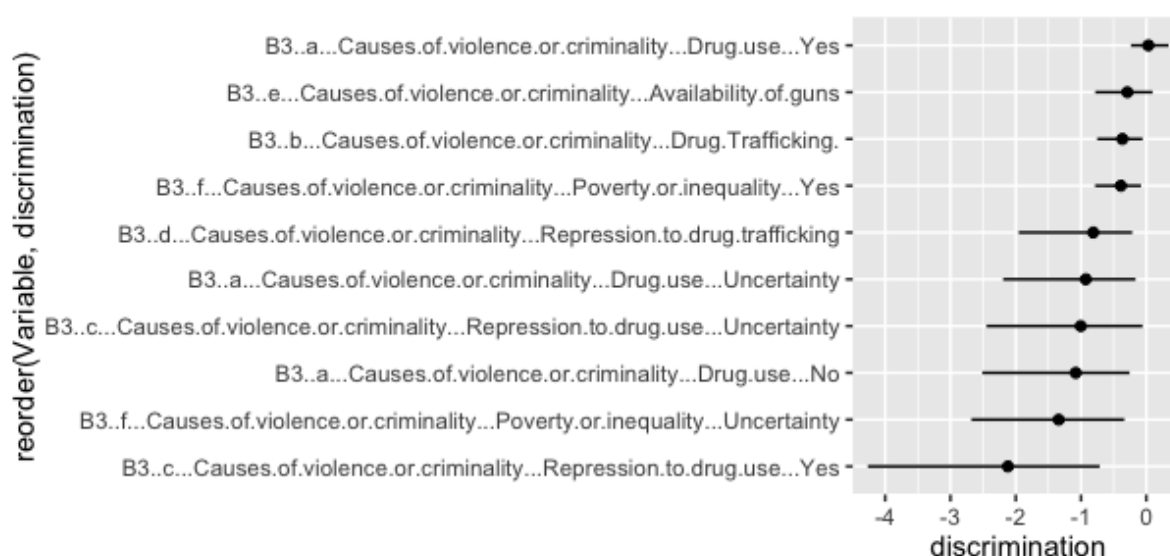 reorder(Variable, discrimination)
B3..a...Causes.of.violence.or.criminality...Drug.use...Yes
B3..e...Causes.of.violence.or.criminality...Availability.of.guns
B3..b...Causes.of.violence.or.criminality...Drug.Trafficking.
B3..f...Causes.of.violence.or.criminality...Poverty.or.inequality...Yes
B3..d...Causes.of.violence.or.criminality...Repression.to.drug.trafficking
B3..a...Causes.of.violence.or.criminality...Drug.use...Uncertainty
B3..c...Causes.of.violence.or.criminality...Repression.to.drug.use...Uncertainty
B3..a...Causes.of.violence.or.criminality...Drug.use...No
B3..f...Causes.of.violence.or.criminality...Poverty.or.inequality...Uncertainty
B3..c...Causes.of.violence.or.criminality...Repression.to.drug.use...Yes
-4 -3 -2 -1 0
discrimination